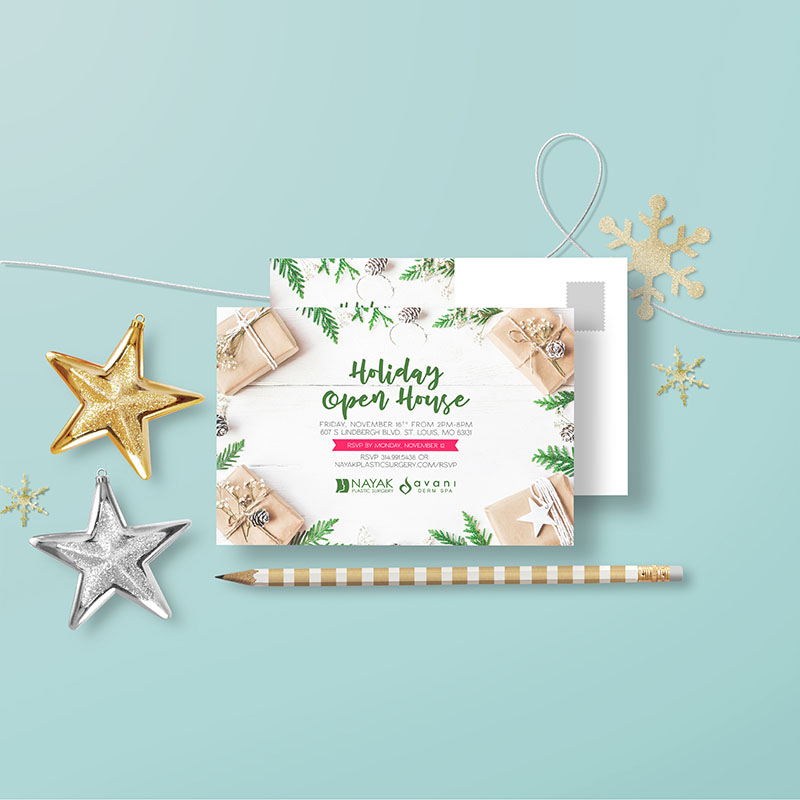 Holiday
Open House
FRIDAY, NOVEMBER 16TH FROM 2PM-8PM
607 S LINDBERGH BLVD. ST. LOUIS, MO 63131
RSVP BY MONDAY, NOVEMBER 12
RSVP 314.991.5438 OR
NAYAKPLASTICSURGERY.COM/RSVP
NAYAK
PLASTIC SURGERY
avani
DERM SPA